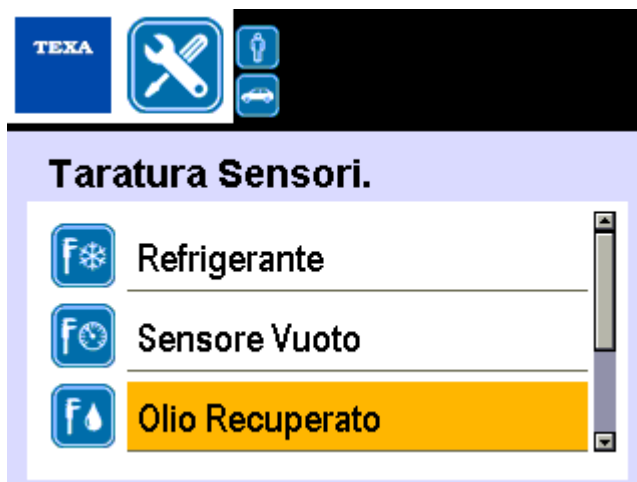 TEXA
Taratura Sensori.
Refrigerante
Sensore Vuoto
Olio Recuperato